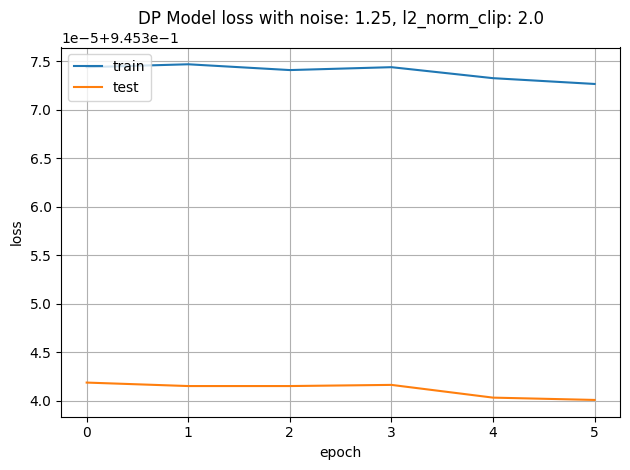 DP Model loss with noise: 1.25, l2_norm_clip: 2.0
1e-5+9.453e-1
7.5
7.0
6.5
6.0
5.5
5.0
4.5
4.0
loss
train
test
0 1 2 3 4 5
epoch